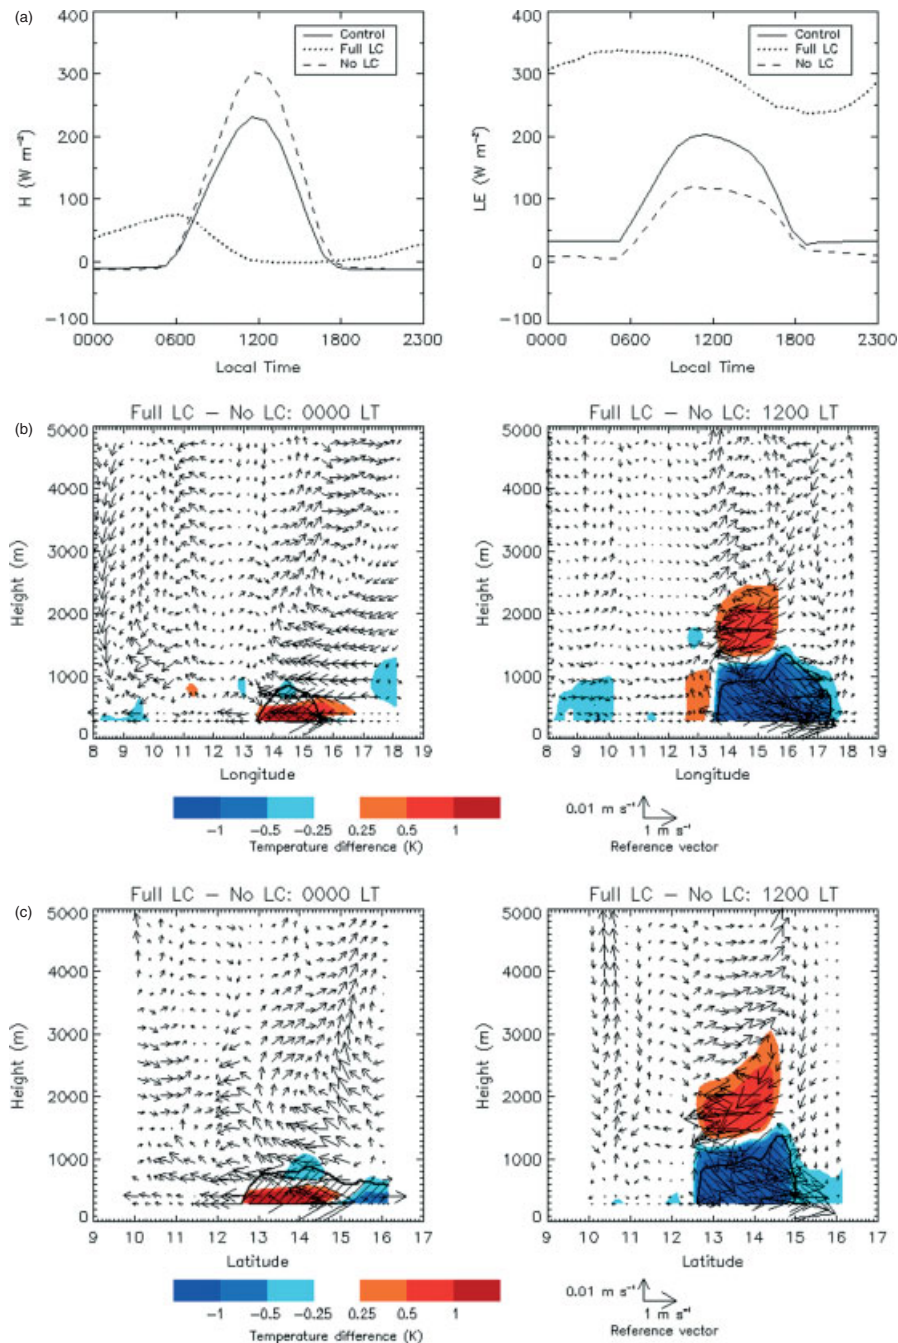 (a)
400
300
200
100
0
−100
H (W m⁻²)
Control
Full LC
No LC
0000 0600 1200 1800 2300
Local Time
400
300
200
100
0
−100
LE (W m⁻²)
Control
Full LC
No LC
0000 0600 1200 1800 2300
Local Time
(b)
Full LC − No LC: 0000 LT
5000
4000
3000
2000
1000
0
Height (m)
8 9 10 11 12 13 14 15 16 17 18 19
Longitude
Full LC − No LC: 1200 LT
5000
4000
3000
2000
1000
0
Height (m)
8 9 10 11 12 13 14 15 16 17 18 19
Longitude
−1 −0.5 −0.25 0.25 0.5 1
Temperature difference (K)
0.01 m s⁻¹
1 m s⁻¹
Reference vector
(c)
Full LC − No LC: 0000 LT
5000
4000
3000
2000
1000
0
Height (m)
9 10 11 12 13 14 15 16 17
Latitude
Full LC − No LC: 1200 LT
5000
4000
3000
2000
1000
0
Height (m)
9 10 11 12 13 14 15 16 17
Latitude
−1 −0.5 −0.25 0.25 0.5 1
Temperature difference (K)
0.01 m s⁻¹
1 m s⁻¹
Reference vector